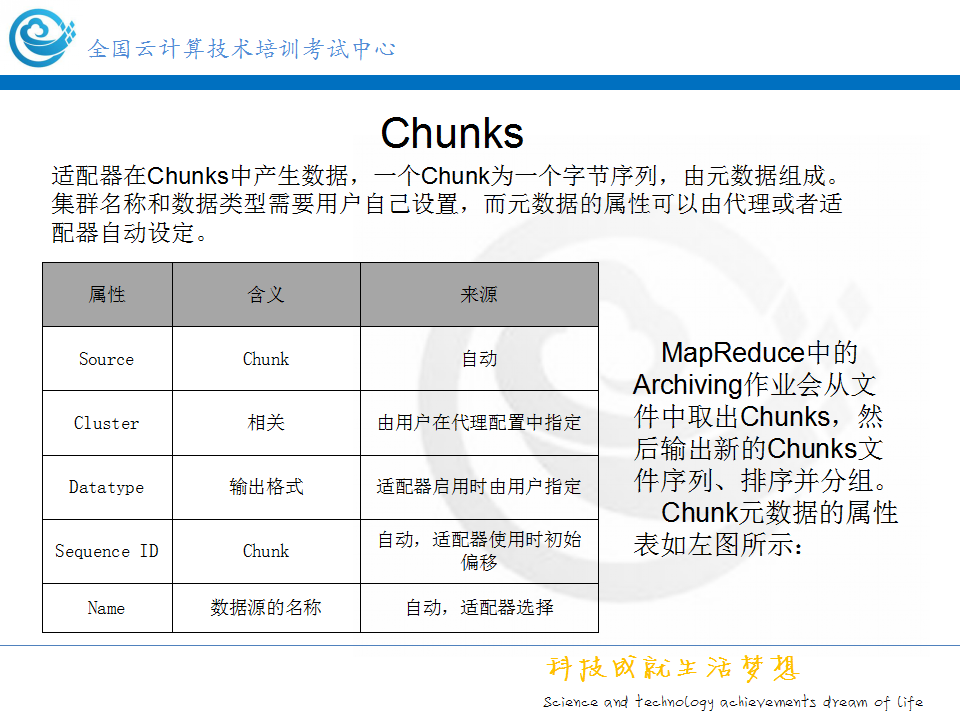 全国云计算技术培训考试中心
Chunks
适配器在Chunks中产生数据，一个Chunk为一个字节序列，由元数据组成。
集群名称和数据类型需要用户自己设置，而元数据的属性可以由代理或者适
配器自动设定。
属性 含义 来源
Source Chunk 自动
Cluster 相关 由用户在代理配置中指定
Datatype 输出格式 适配器启用时由用户指定
Sequence ID Chunk 自动，适配器使用时初始
偏移
Name 数据源的名称 自动，适配器选择
MapReduce中的
Archiving作业会从文
件中取出Chunks，然
后输出新的Chunks文
件序列、排序并分组。
Chunk元数据的属性
表如左图所示：
科技成就生活梦想
Science and technology achievements dream of life